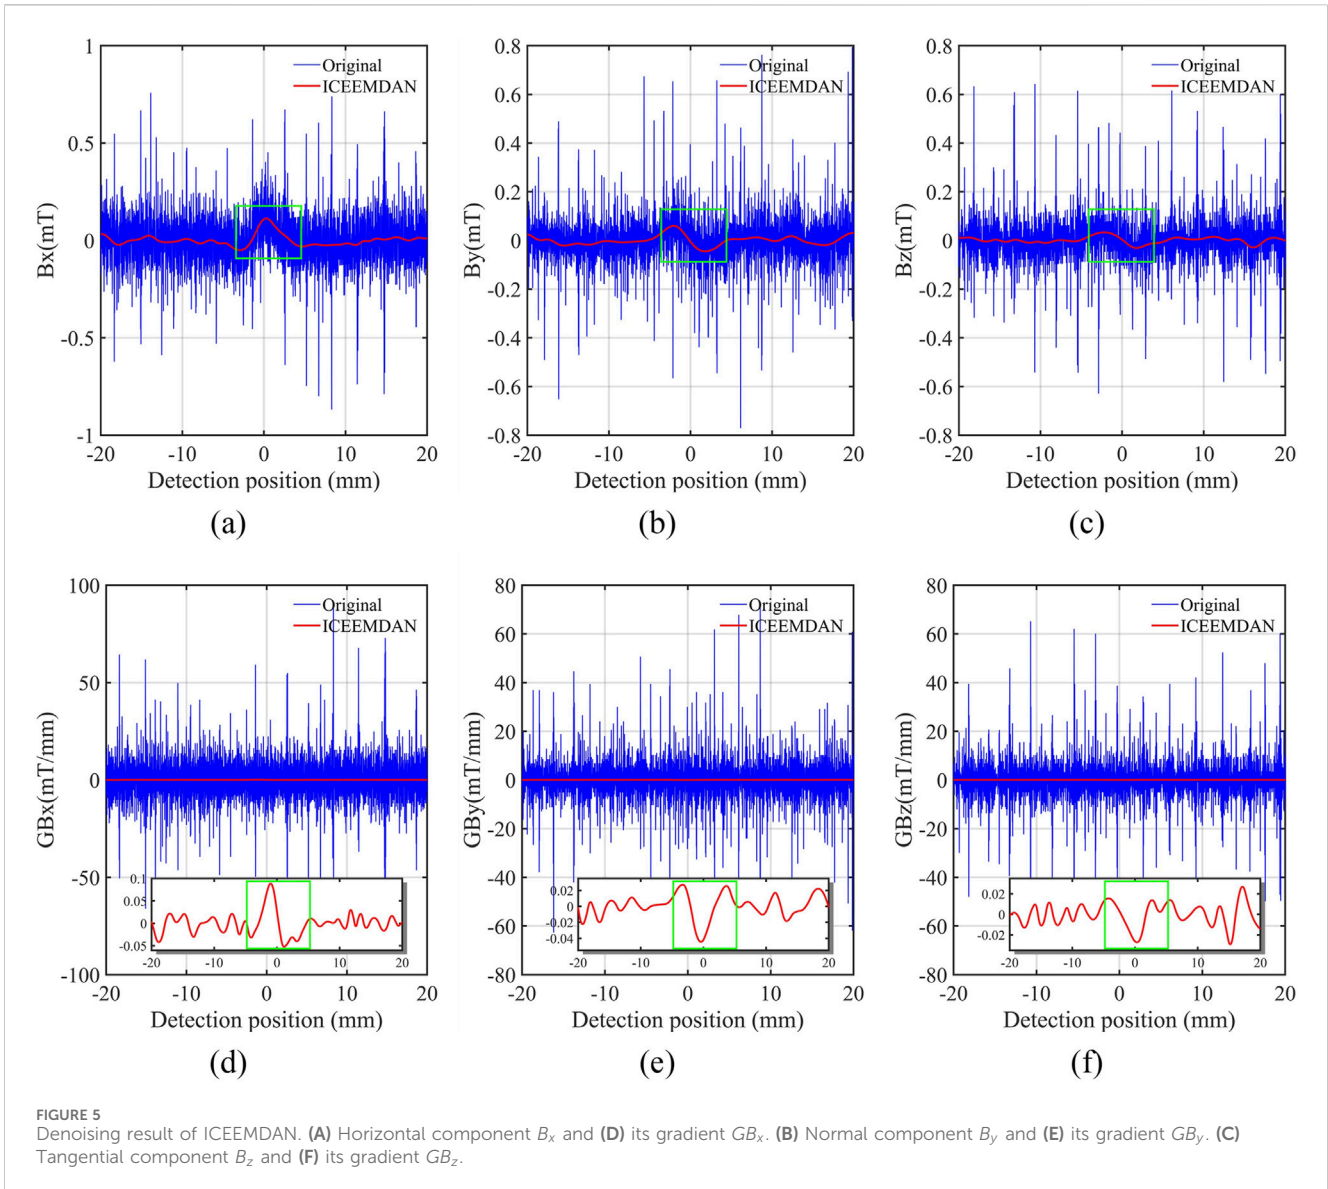 1
0.5
0
-0.5
-1
Bx(mT)
Original
ICEEMDAN
-20 -10 0 10 20
Detection position (mm)
(a)
0.8
0.6
0.4
0.2
0
-0.2
-0.4
-0.6
-0.8
By(mT)
Original
ICEEMDAN
-20 -10 0 10 20
Detection position (mm)
(b)
0.8
0.6
0.4
0.2
0
-0.2
-0.4
-0.6
-0.8
Bz(mT)
Original
ICEEMDAN
-20 -10 0 10 20
Detection position (mm)
(c)
100
50
0
-50
-100
GBx(mT/mm)
Original
ICEEMDAN
0.1
0.05
0
-0.05
-20 -10 0 10 20
-20 -10 0 10 20
Detection position (mm)
(d)
80
60
40
20
0
-20
-40
-60
-80
GBy(mT/mm)
Original
ICEEMDAN
0.02
0
-0.02
-0.04
-20 -10 0 10 20
-20 -10 0 10 20
Detection position (mm)
(e)
80
60
40
20
0
-20
-40
-60
-80
GBz(mT/mm)
Original
ICEEMDAN
0.02
0
-0.02
-20 -10 0 10 20
-20 -10 0 10 20
Detection position (mm)
(f)
FIGURE 5
Denoising result of ICEEMDAN. (A) Horizontal component Bx and (D) its gradient GBx. (B) Normal component By and (E) its gradient GBy. (C)
Tangential component Bz and (F) its gradient GBz.